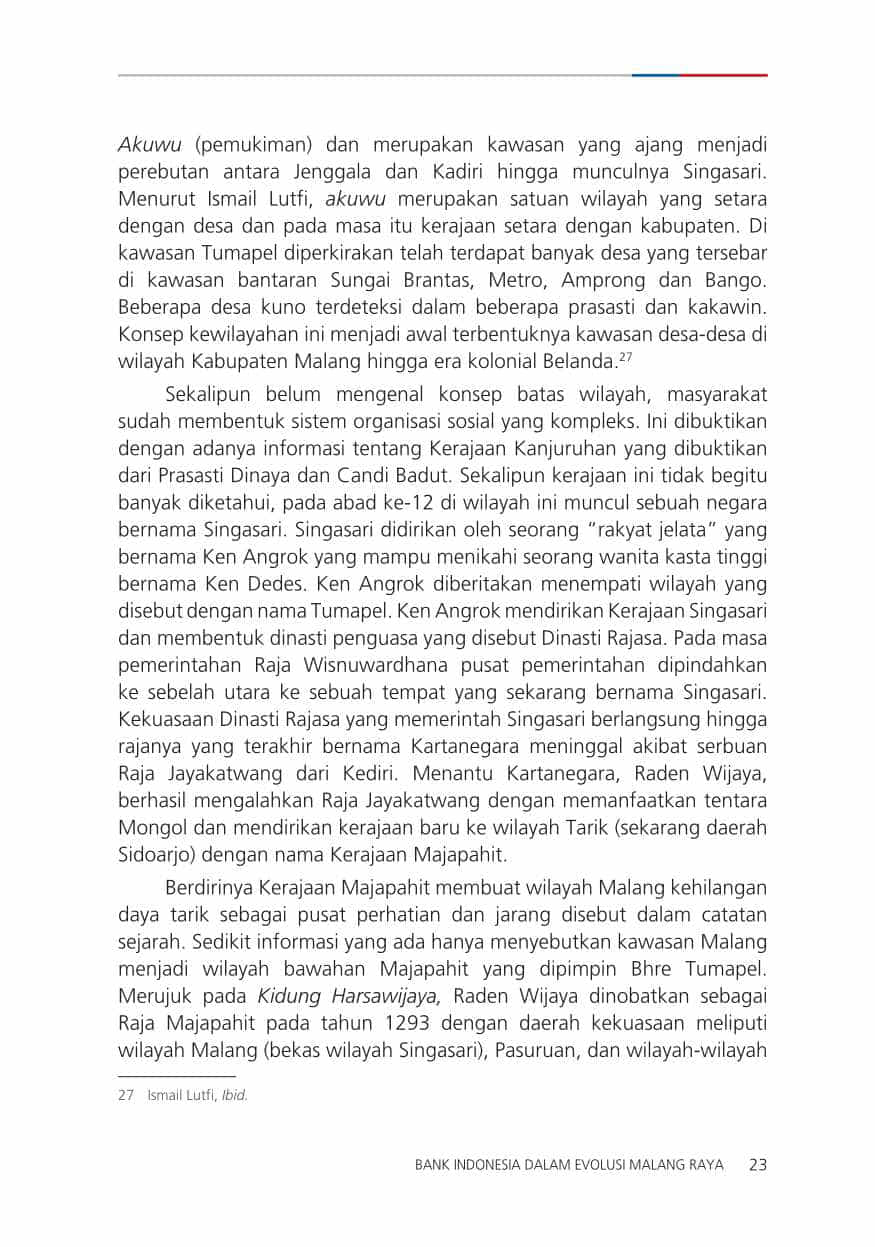 Akuwu (pemukiman) dan merupakan kawasan yang ajang menjadi
perebutan antara Jenggala dan Kadiri hingga munculnya Singasari.
Menurut Ismail Lutfi, akuwu merupakan satuan wilayah yang setara
dengan desa dan pada masa itu kerajaan setara dengan kabupaten. Di
kawasan Tumapel diperkirakan telah terdapat banyak desa yang tersebar
di kawasan bantaran Sungai Brantas, Metro, Amprong dan Bango.
Beberapa desa kuno terdeteksi dalam beberapa prasasti dan kakawin.
Konsep kewilayahan ini menjadi awal terbentuknya kawasan desa-desa di
wilayah Kabupaten Malang hingga era kolonial Belanda.27
Sekalipun belum mengenal konsep batas wilayah, masyarakat
sudah membentuk sistem organisasi sosial yang kompleks. Ini dibuktikan
dengan adanya informasi tentang Kerajaan Kanjuruhan yang dibuktikan
dari Prasasti Dinaya dan Candi Badut. Sekalipun kerajaan ini tidak begitu
banyak diketahui, pada abad ke-12 di wilayah ini muncul sebuah negara
bernama Singasari. Singasari didirikan oleh seorang “rakyat jelata” yang
bernama Ken Angrok yang mampu menikahi seorang wanita kasta tinggi
bernama Ken Dedes. Ken Angrok diberitakan menempati wilayah yang
disebut dengan nama Tumapel. Ken Angrok mendirikan Kerajaan Singasari
dan membentuk dinasti penguasa yang disebut Dinasti Rajasa. Pada masa
pemerintahan Raja Wisnuwardhana pusat pemerintahan dipindahkan
ke sebelah utara ke sebuah tempat yang sekarang bernama Singasari.
Kekuasaan Dinasti Rajasa yang memerintah Singasari berlangsung hingga
rajanya yang terakhir bernama Kartanegara meninggal akibat serbuan
Raja Jayakatwang dari Kediri. Menantu Kartanegara, Raden Wijaya,
berhasil mengalahkan Raja Jayakatwang dengan memanfaatkan tentara
Mongol dan mendirikan kerajaan baru ke wilayah Tarik (sekarang daerah
Sidoarjo) dengan nama Kerajaan Majapahit.
Berdirinya Kerajaan Majapahit membuat wilayah Malang kehilangan
daya tarik sebagai pusat perhatian dan jarang disebut dalam catatan
sejarah. Sedikit informasi yang ada hanya menyebutkan kawasan Malang
menjadi wilayah bawahan Majapahit yang dipimpin Bhre Tumapel.
Merujuk pada Kidung Harsawijaya, Raden Wijaya dinobatkan sebagai
Raja Majapahit pada tahun 1293 dengan daerah kekuasaan meliputi
wilayah Malang (bekas wilayah Singasari), Pasuruan, dan wilayah-wilayah
27 Ismail Lutfi, Ibid.
BANK INDONESIA DALAM EVOLUSI MALANG RAYA 23